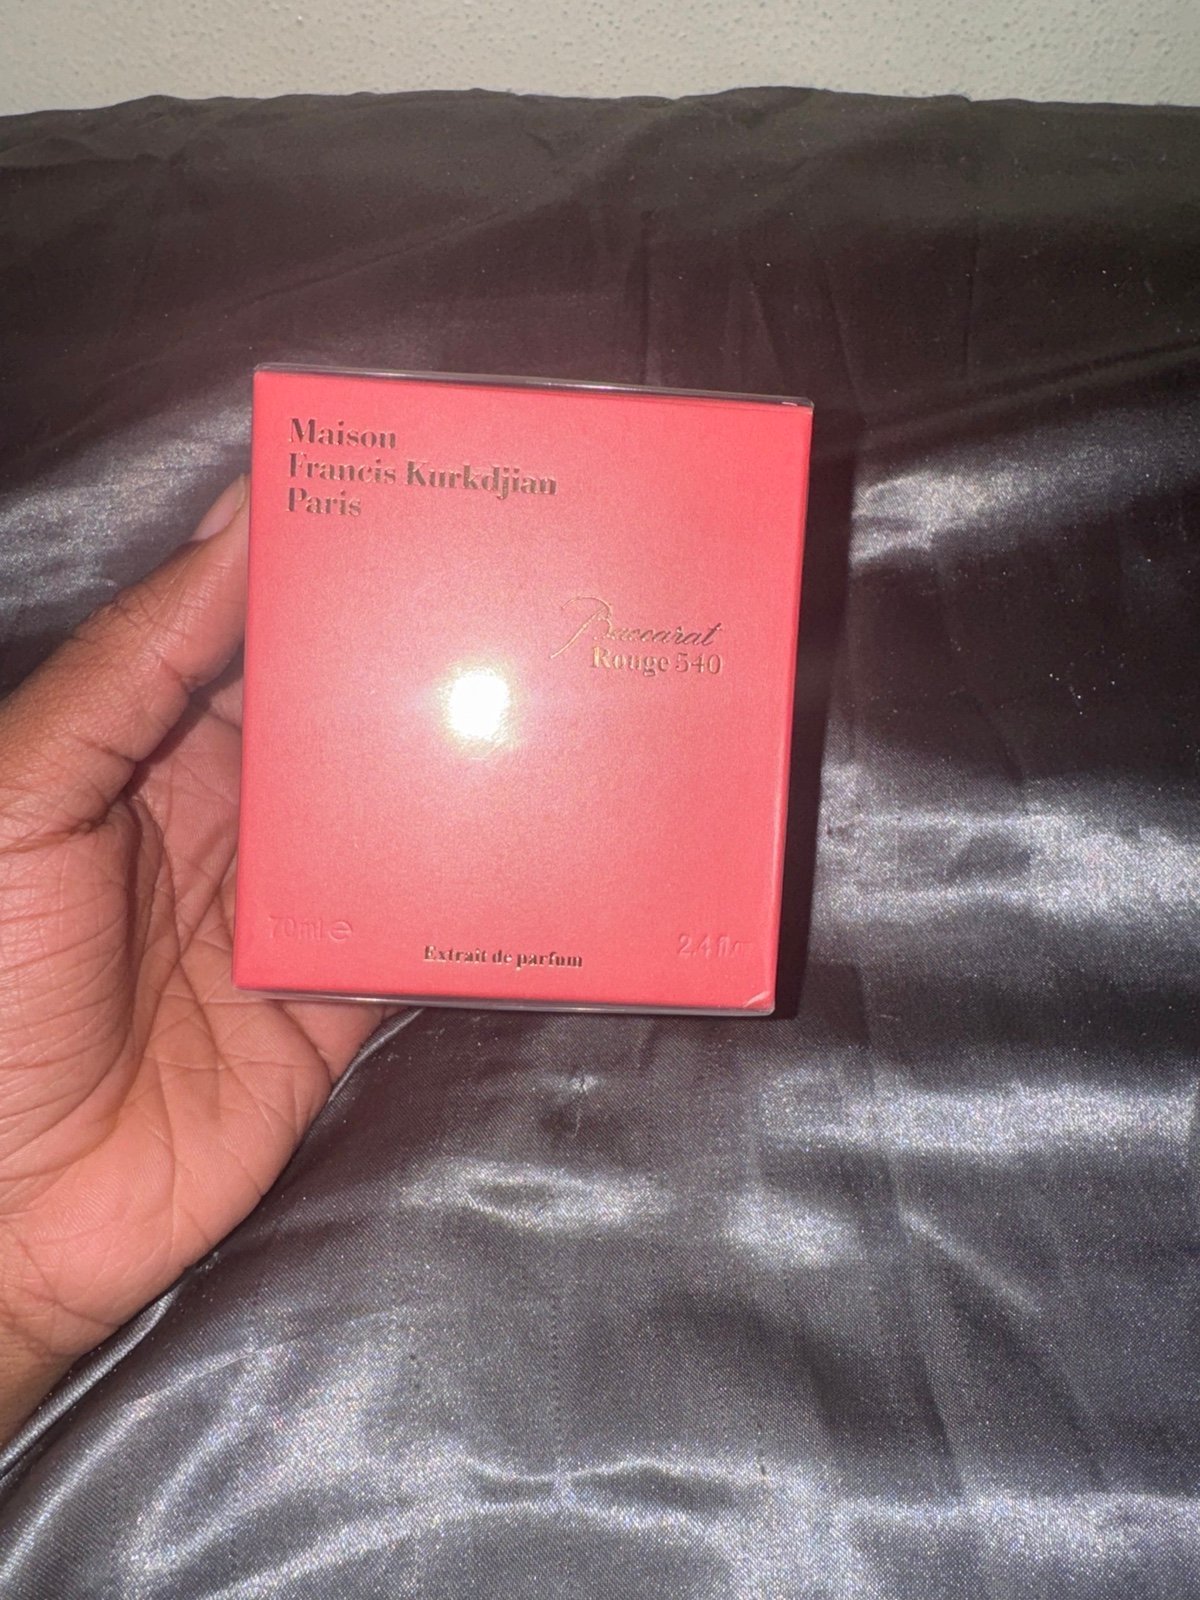 Maison
Francis Kurkdjian
Paris
Baccarat
Rouge 540
70ml ℮
2.4 fl.
Extrait de parfum